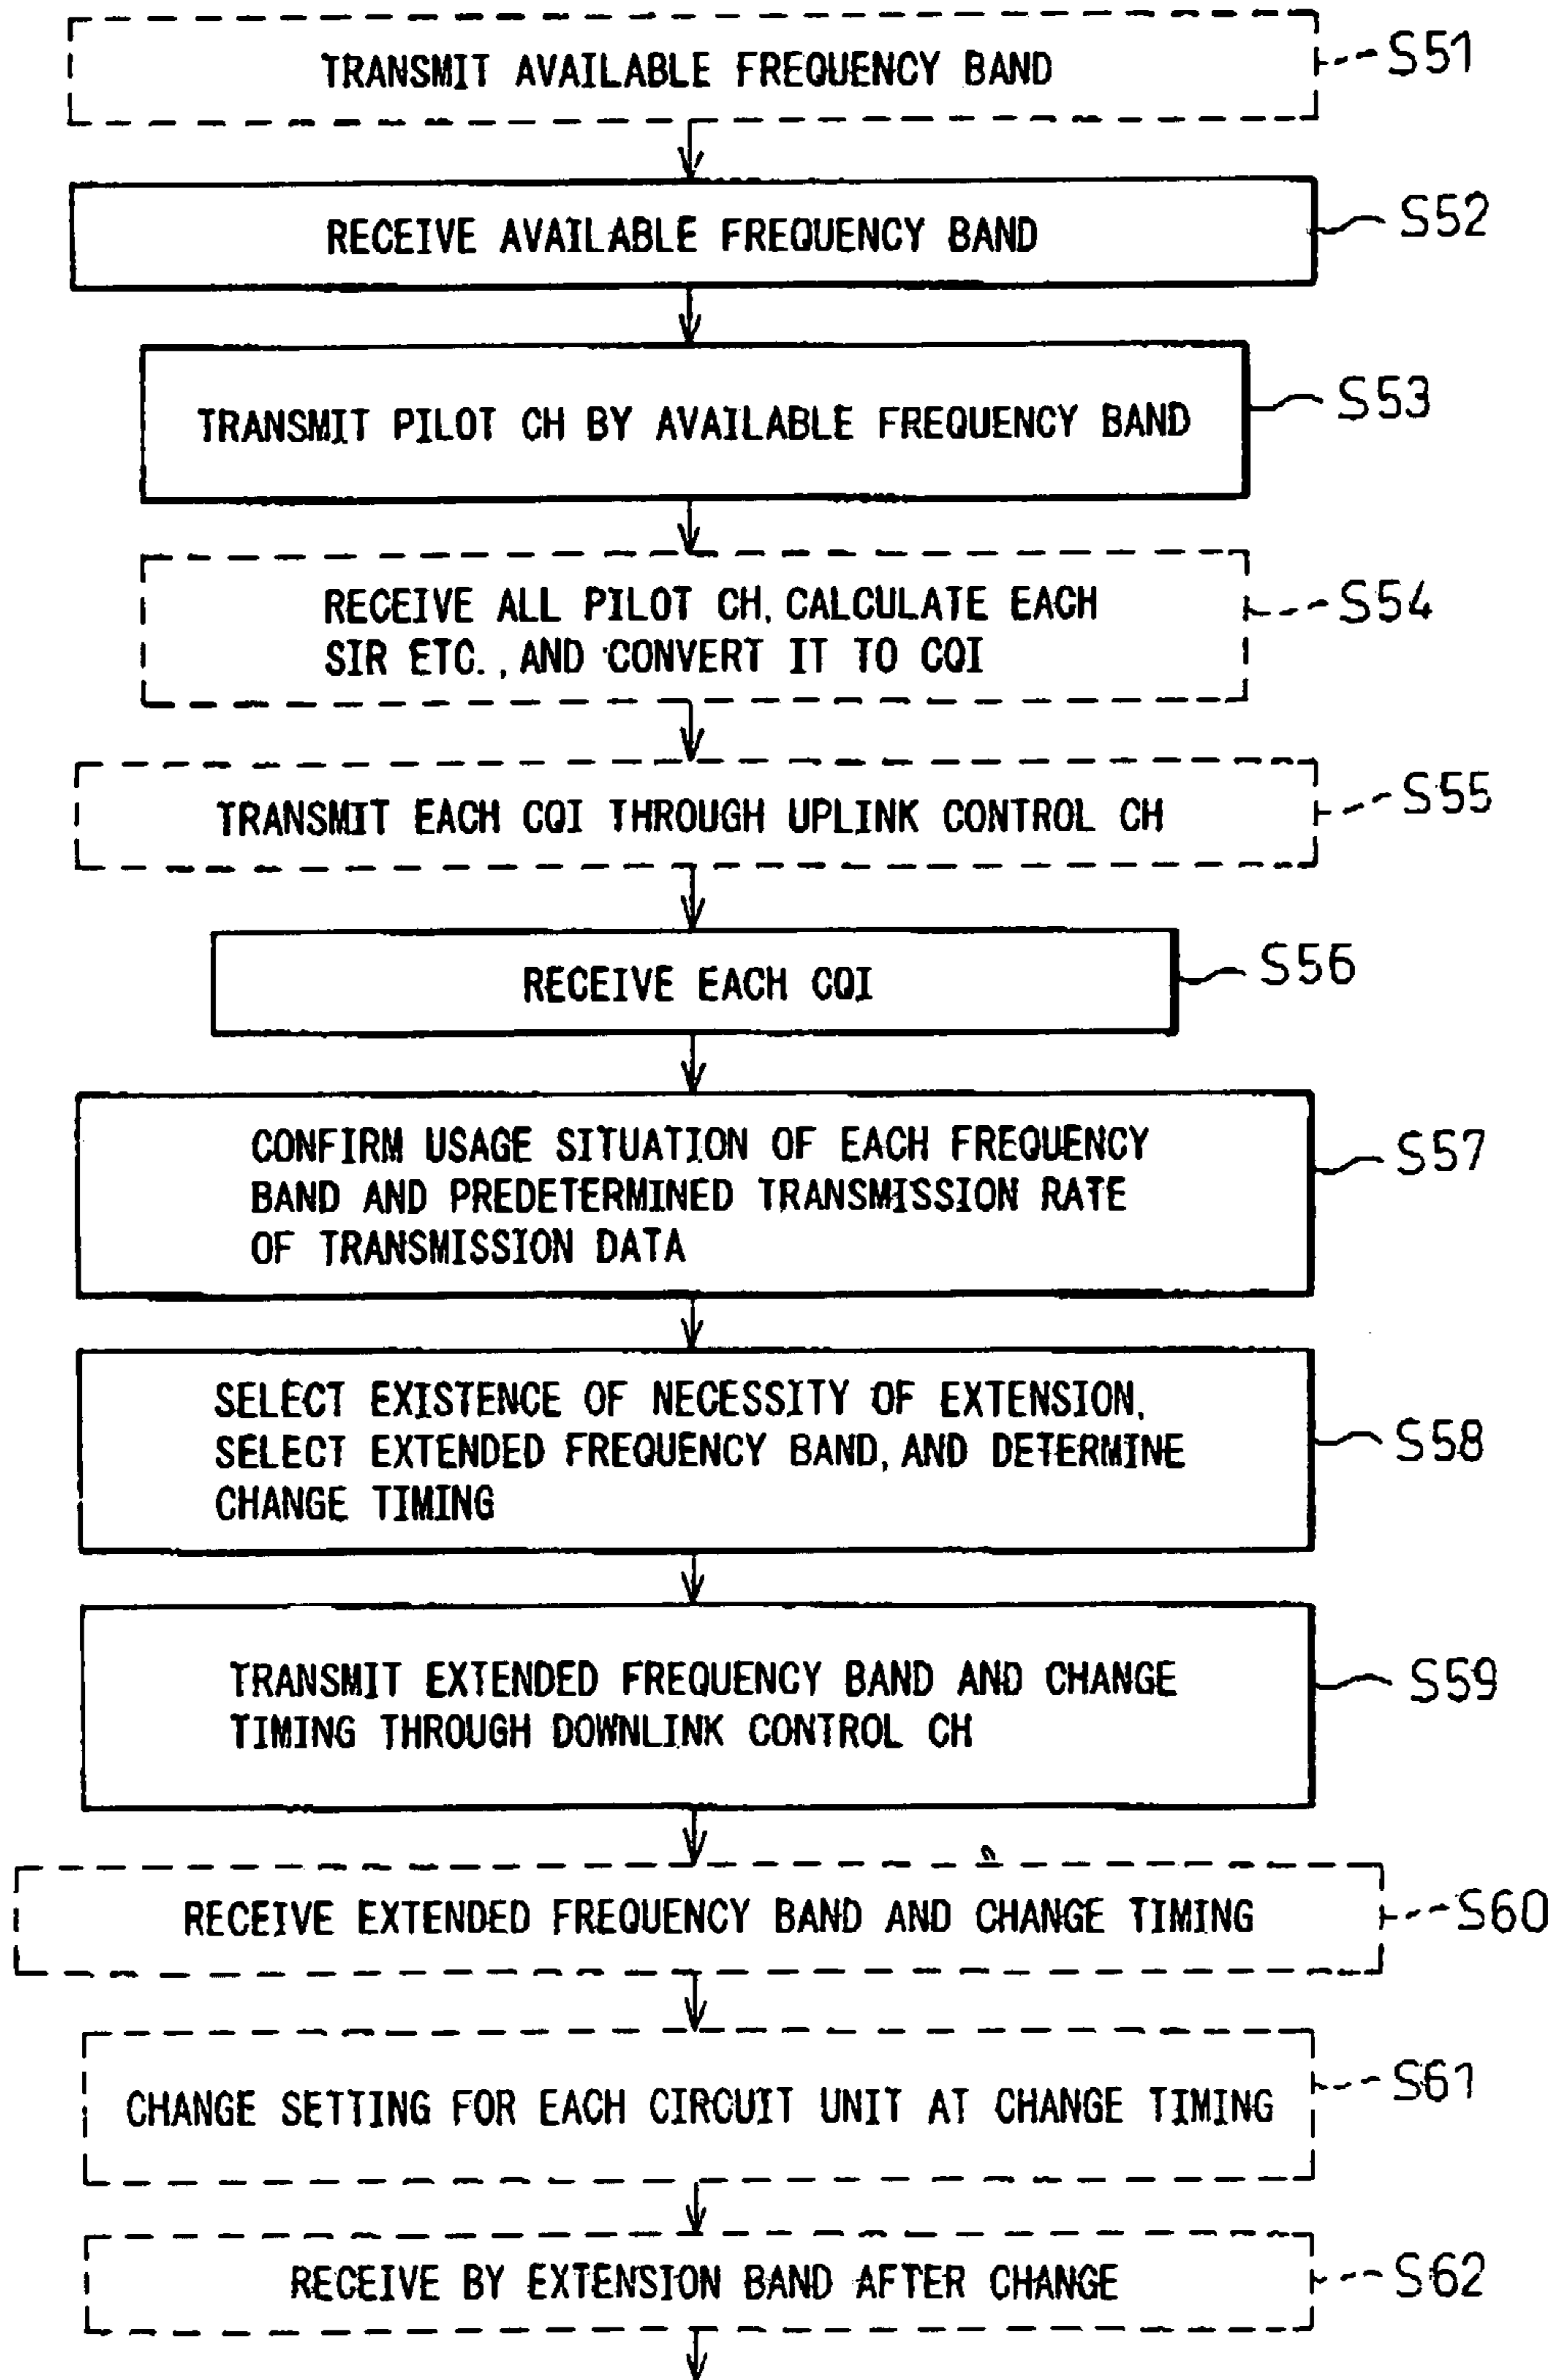 TRANSMIT AVAILABLE FREQUENCY BAND
S51
RECEIVE AVAILABLE FREQUENCY BAND
S52
TRANSMIT PILOT CH BY AVAILABLE FREQUENCY BAND
S53
RECEIVE ALL PILOT CH, CALCULATE EACH
SIR ETC., AND CONVERT IT TO CQI
S54
TRANSMIT EACH CQI THROUGH UPLINK CONTROL CH
S55
RECEIVE EACH CQI
S56
CONFIRM USAGE SITUATION OF EACH FREQUENCY
BAND AND PREDETERMINED TRANSMISSION RATE
OF TRANSMISSION DATA
S57
SELECT EXISTENCE OF NECESSITY OF EXTENSION,
SELECT EXTENDED FREQUENCY BAND, AND DETERMINE
CHANGE TIMING
S58
TRANSMIT EXTENDED FREQUENCY BAND AND CHANGE
TIMING THROUGH DOWNLINK CONTROL CH
S59
RECEIVE EXTENDED FREQUENCY BAND AND CHANGE TIMING
S60
CHANGE SETTING FOR EACH CIRCUIT UNIT AT CHANGE TIMING
S61
RECEIVE BY EXTENSION BAND AFTER CHANGE
S62